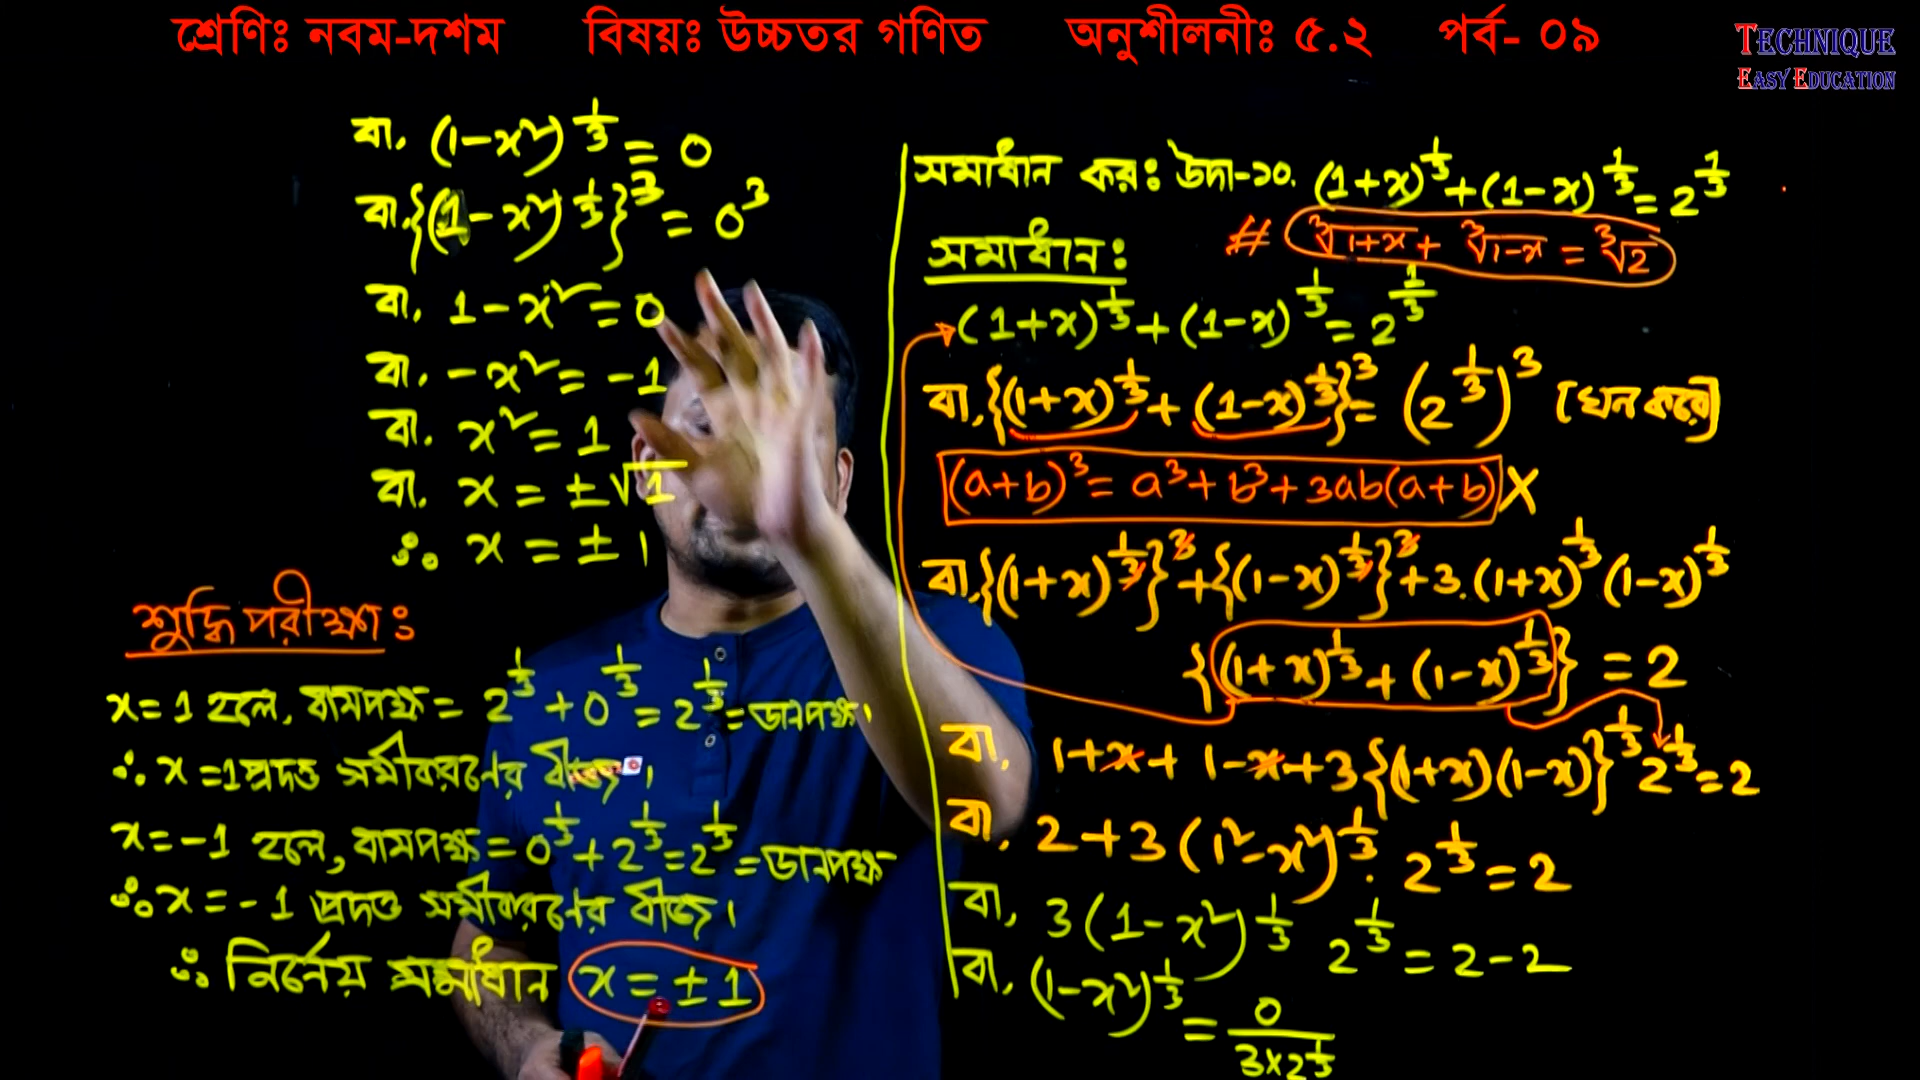 শ্রেণিঃ নবম-দশম বিষয়ঃ উচ্চতর গণিত অনুশীলনীঃ ৫.২ পর্ব- ০৯
TECHNIQUE
EASY EDUCATION
সমাধান করঃ উদা-১০. (1+x)^{1/3}+(1-x)^{1/3}=2^{1/3}
# ∛(1+x) + ∛(1-x) = ∛2
সমাধান:
(1+x)^{1/3}+(1-x)^{1/3}=2^{1/3}
বা, {(1+x)^{1/3}+(1-x)^{1/3}}^3=(2^{1/3})^3 [ঘন করে]
(a+b)^3=a^3+b^3+3ab(a+b) X
বা, {(1+x)^{1/3}}^3+{(1-x)^{1/3}}^3+3.(1+x)^{1/3}(1-x)^{1/3}
{(1+x)^{1/3}+(1-x)^{1/3}} =2
বা, 1+x+1-x+3{(1+x)(1-x)}^{1/3} 2^{1/3}=2
বা, 2+3(1²-x²)^{1/3}. 2^{1/3}=2
বা, 3(1-x²)^{1/3} 2^{1/3}=2-2
বা, (1-x²)^{1/3} = 0/(3×2^{1/3})
বা, (1-x²)^{1/3}=0
বা, {(1-x²)^{1/3}}^3=0^3
বা, 1-x²=0
বা, -x²=-1
বা, x²=1
বা, x=±√1
∴ x=±1
শুদ্ধি পরীক্ষা:
x=1 হলে, বামপক্ষ=2^{1/3}+0^{1/3}=2^{1/3}=ডানপক্ষ।
∴ x=1 প্রদত্ত সমীকরণের বীজ।
x=-1 হলে, বামপক্ষ=0^{1/3}+2^{1/3}=2^{1/3}=ডানপক্ষ
∴ x=-1 প্রদত্ত সমীকরণের বীজ।
∴ নির্নেয় সমাধান x=±1